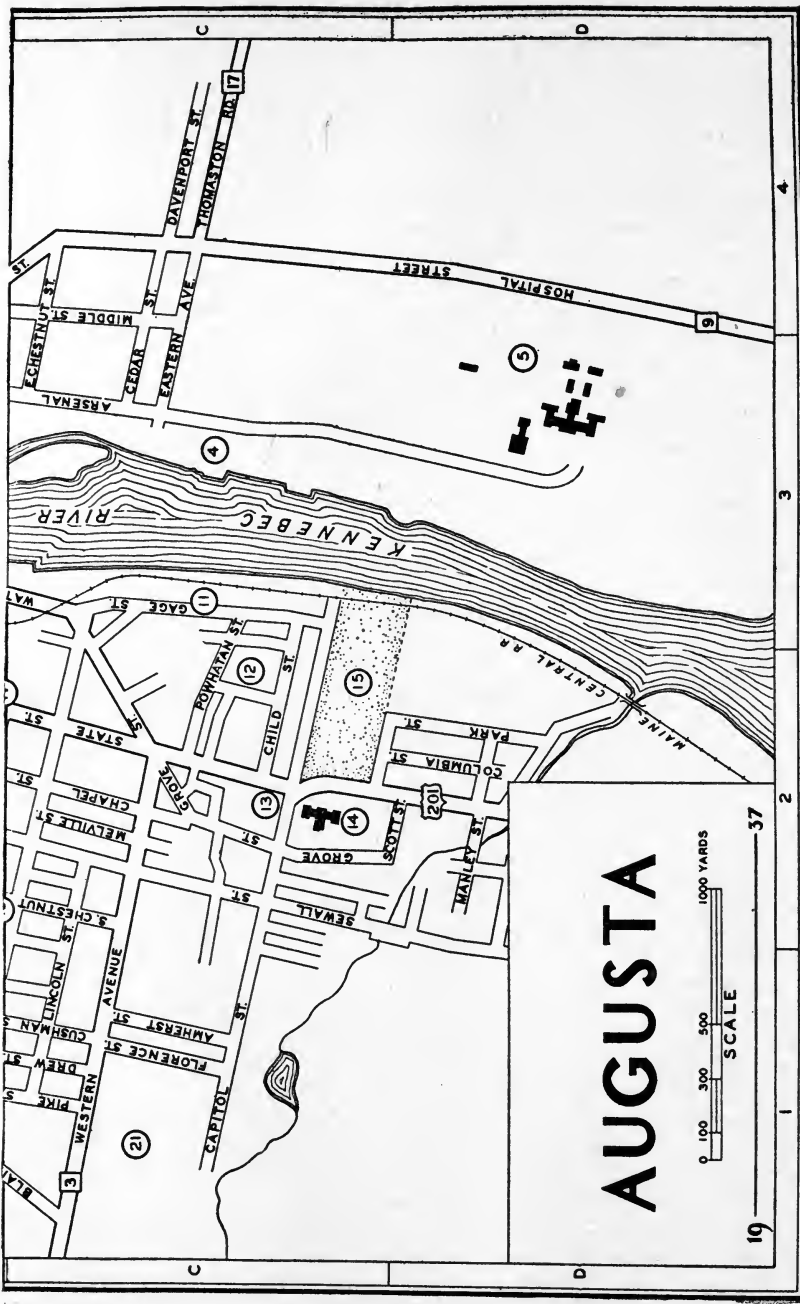 C
D
17
DAVENPORT ST.
THOMASTON RD.
ST.
E. CHESTNUT ST.
MIDDLE ST.
CEDAR ST.
EASTERN AVE.
ARSENAL
HOSPITAL STREET
9
5
4
4
3
2
1
KENNEBEC RIVER
WAT
GAGE ST.
11
POWHATAN ST.
12
CHILD ST.
15
MAINE CENTRAL RR
STATE ST.
ST.
GROVE
CHAPEL ST.
MELVILLE ST.
13
14
GROVE
SCOTT ST.
201
PARK ST.
COLUMBIA ST
MANLEY ST.
SEWALL ST.
S. CHESTNUT
LINCOLN ST.
CUSHMAN S
DREW ST.
PIKE S
WESTERN AVENUE
AMHERST ST.
FLORENCE ST.
CAPITOL ST.
21
3
BLAI
AUGUSTA
0 100 300 500 1000 YARDS
SCALE
19 37
C
D